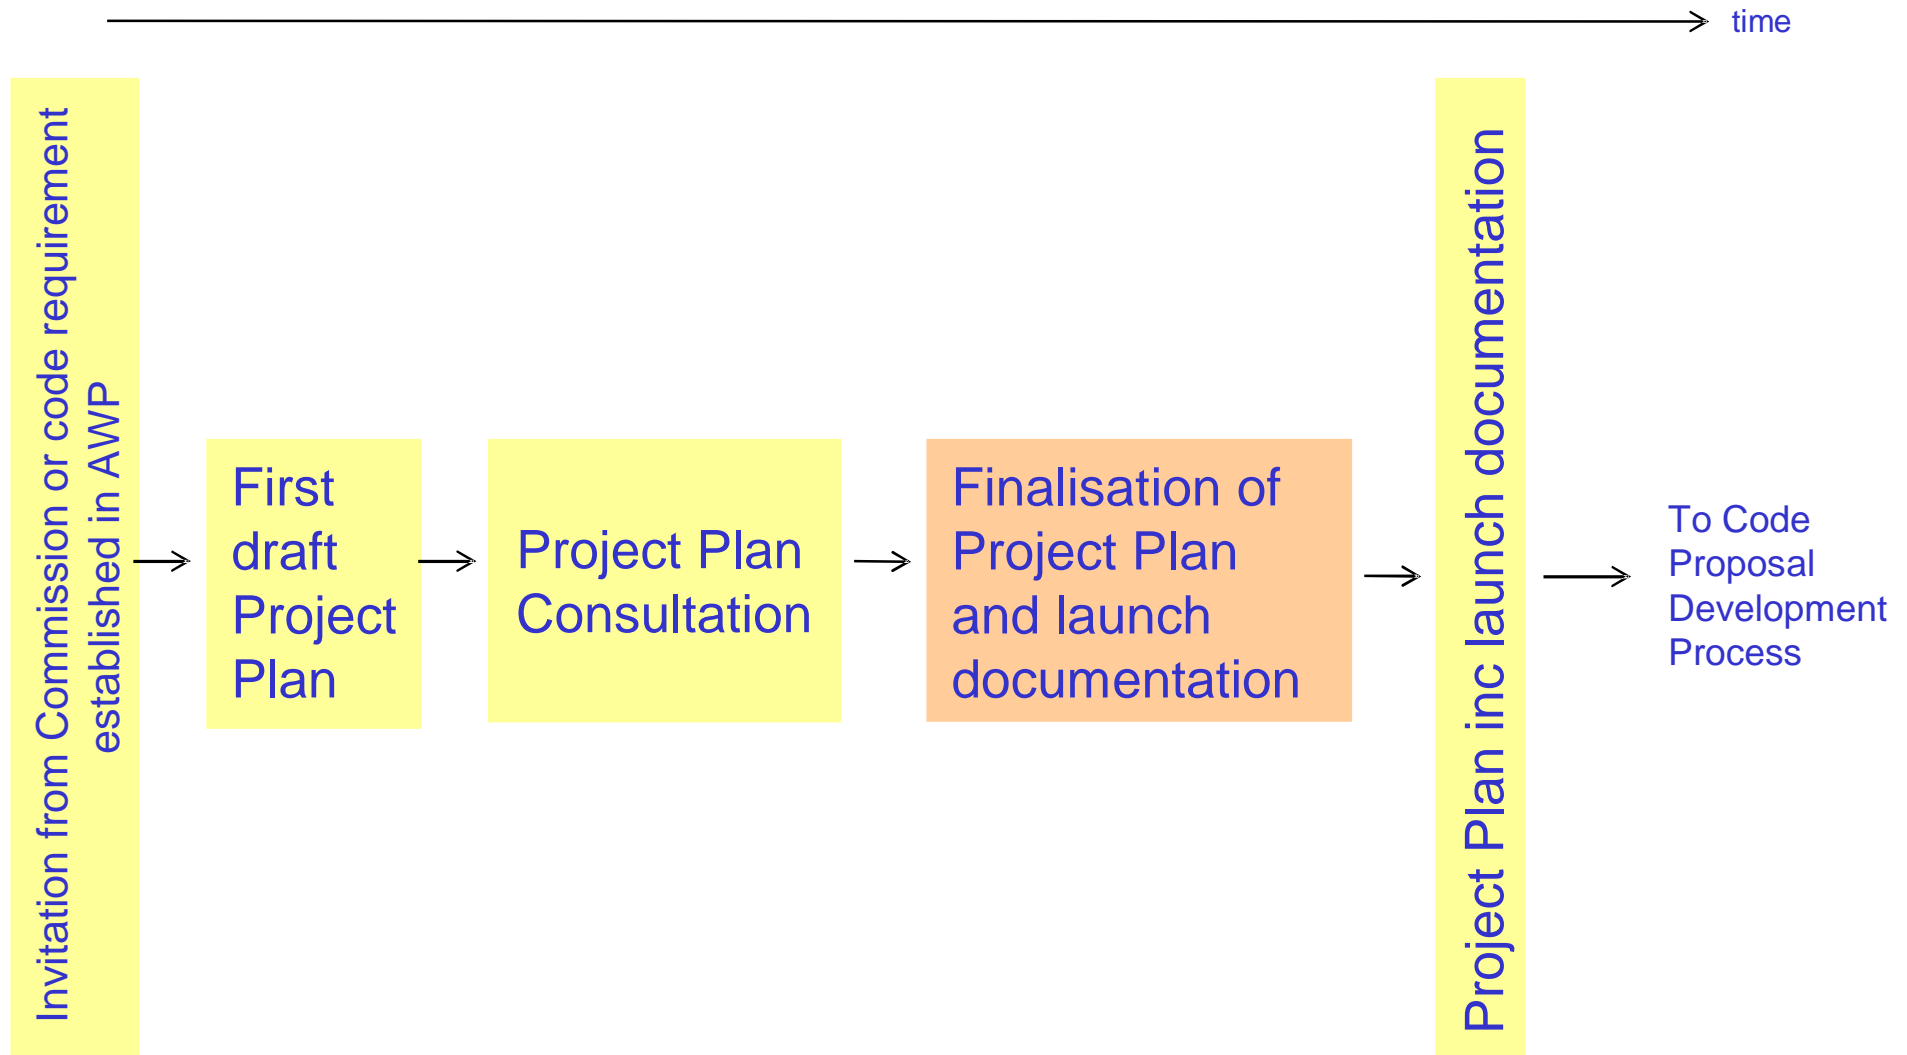 time
Invitation from Commission or code requirement
established in AWP
First
draft
Project
Plan
Project Plan
Consultation
Finalisation of
Project Plan
and launch
documentation
Project Plan inc launch documentation
To Code
Proposal
Development
Process